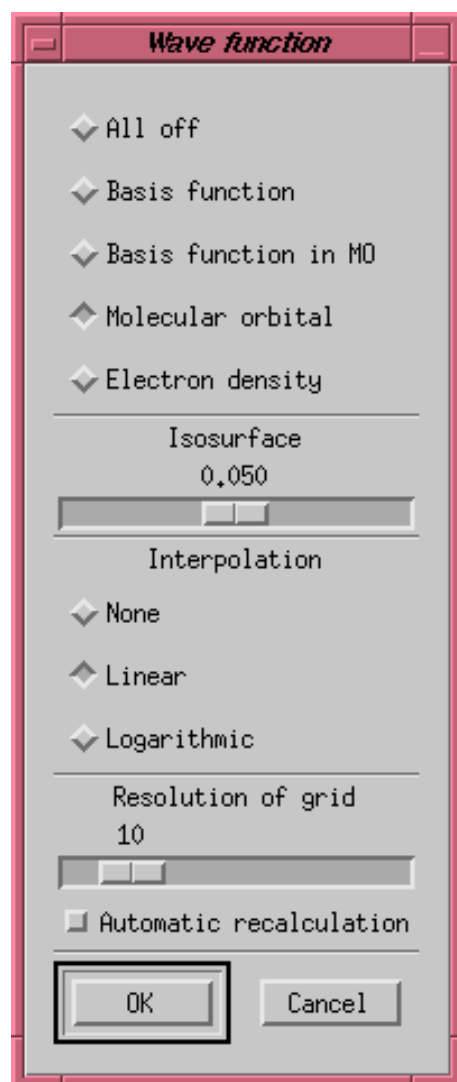 Wave function
All off
Basis function
Basis function in MO
Molecular orbital
Electron density
Isosurface
0.050
Interpolation
None
Linear
Logarithmic
Resolution of grid
10
Automatic recalculation
OK Cancel